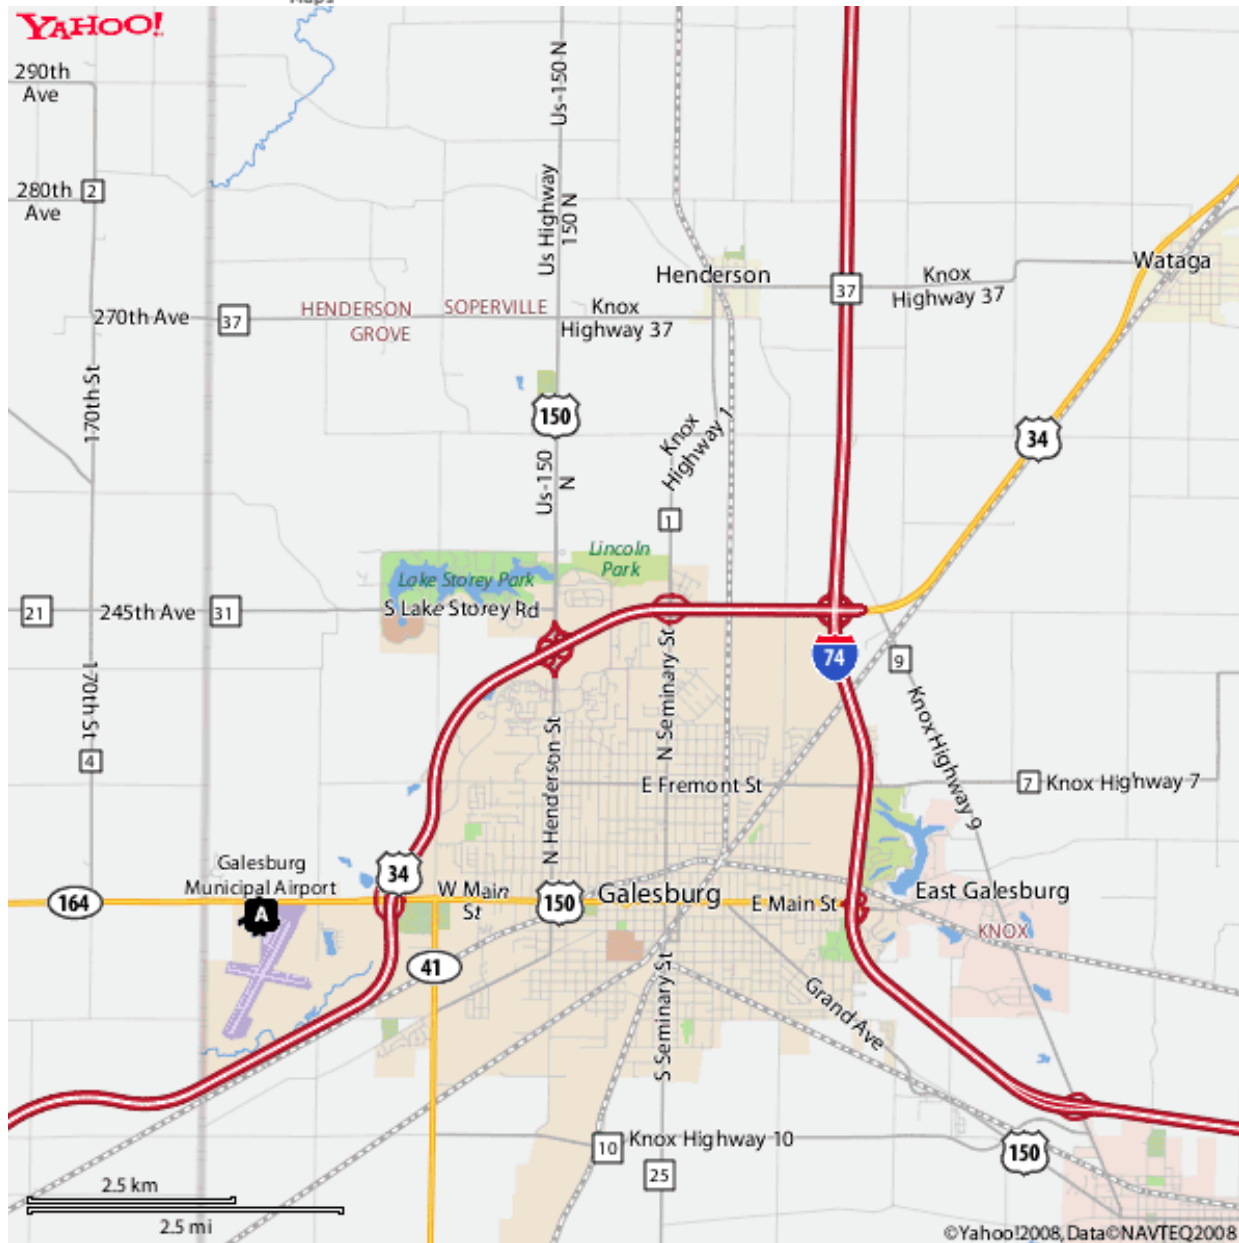 Maps
YAHOO!
290th
Ave
Us-150 N
2
280th
Ave
Us Highway
150 N
Henderson
37
Knox
Highway 37
Wataga
270th Ave
37
HENDERSON
GROVE
SOPERVILLE
Knox
Highway 37
170th St
150
Knox
Highway 1
34
Us-150
N
1
Lincoln
Park
Lake Storey Park
21
245th Ave
31
S Lake Storey Rd
74
9
170th St
4
N Henderson St
N Seminary St
Knox Highway 9
E Fremont St
7
Knox Highway 7
Galesburg
Municipal Airport
34
164
A
W Main
St
150
Galesburg
E Main St
East Galesburg
KNOX
41
S Seminary St
Grand Ave
10
Knox Highway 10
150
25
2.5 km
2.5 mi
©Yahoo!2008, Data©NAVTEQ2008